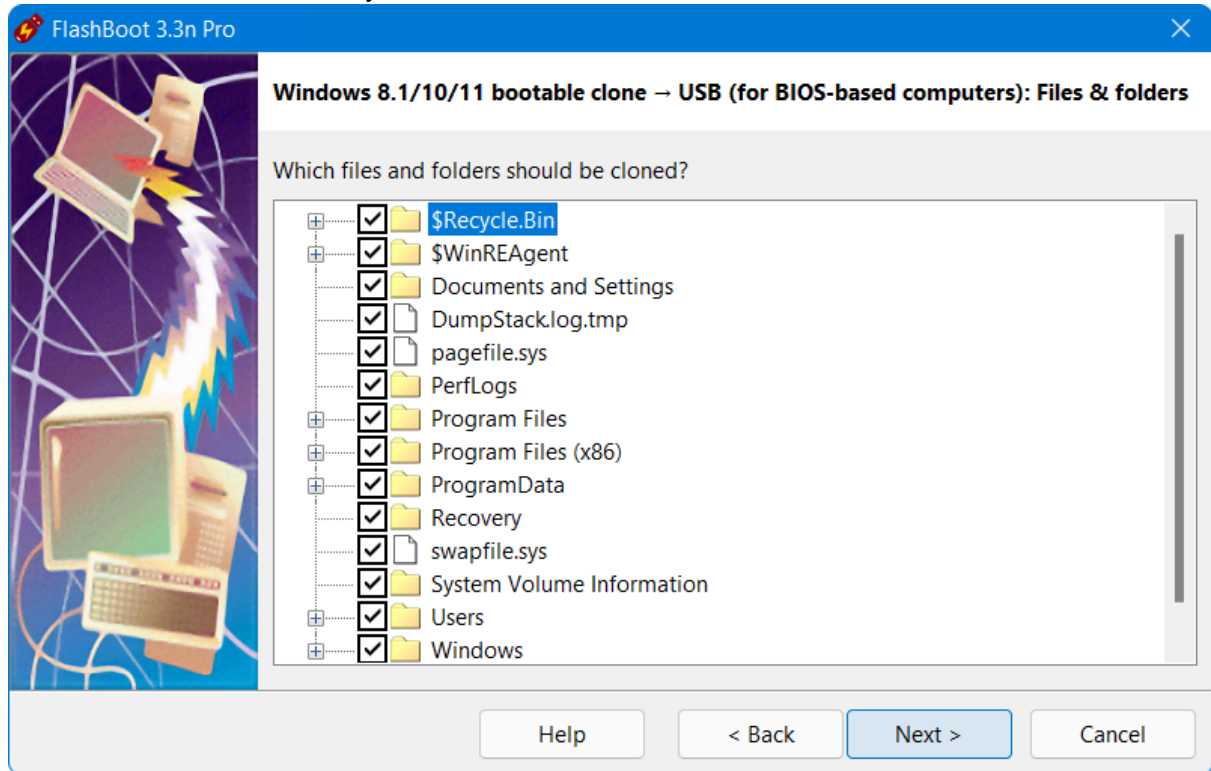 FlashBoot 3.3n Pro
Windows 8.1/10/11 bootable clone → USB (for BIOS-based computers): Files & folders
Which files and folders should be cloned?
$Recycle.Bin
$WinREAgent
Documents and Settings
DumpStack.log.tmp
pagefile.sys
PerfLogs
Program Files
Program Files (x86)
ProgramData
Recovery
swapfile.sys
System Volume Information
Users
Windows
Help
< Back
Next >
Cancel